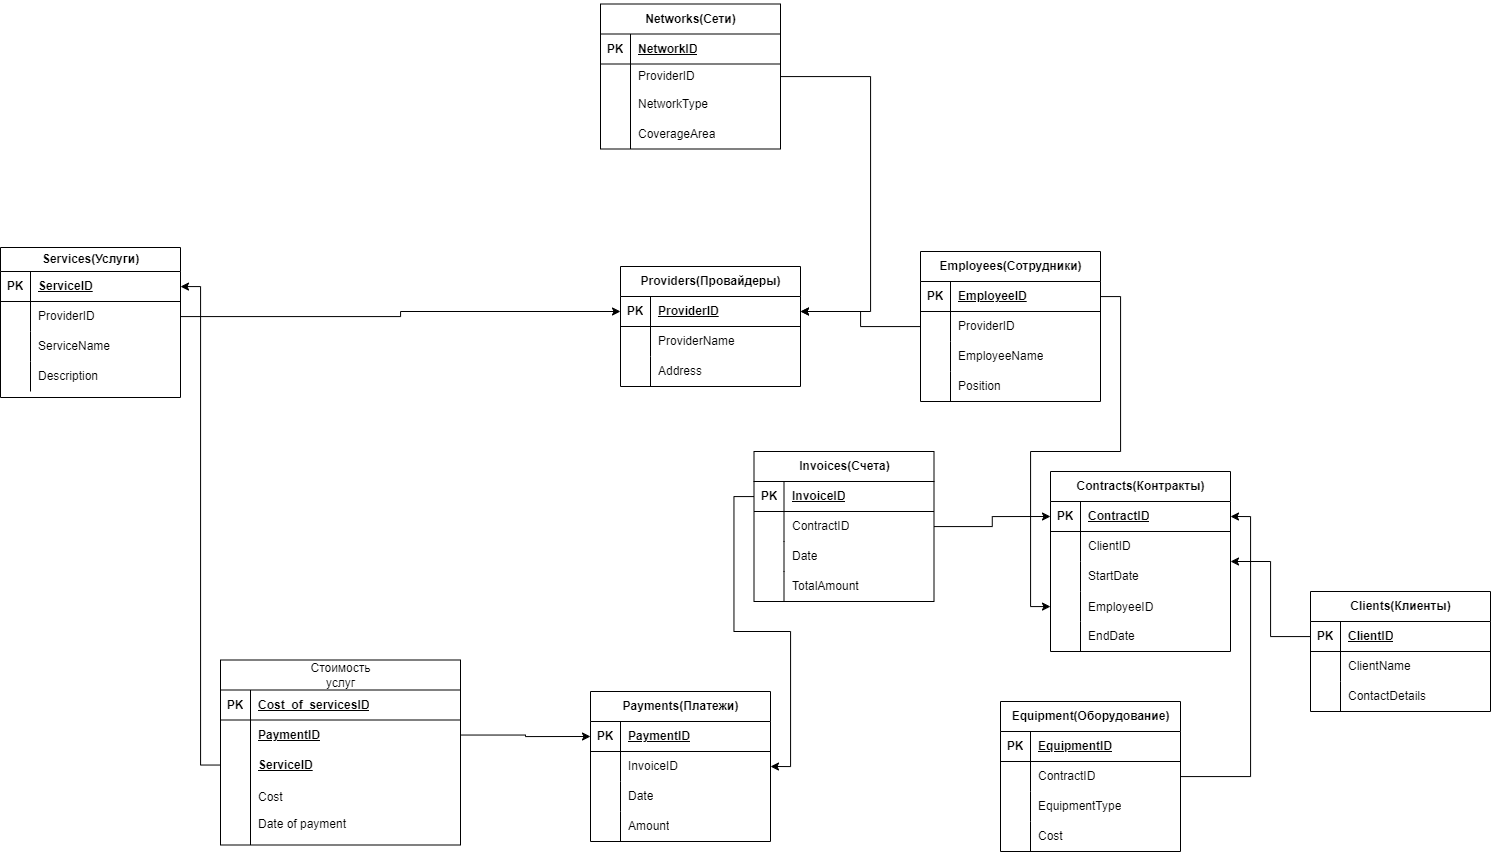 Networks(Сети)
PK NetworkID
ProviderID
NetworkType
CoverageArea
Services(Услуги)
PK ServiceID
ProviderID
ServiceName
Description
Providers(Провайдеры)
PK ProviderID
ProviderName
Address
Employees(Сотрудники)
PK EmployeeID
ProviderID
EmployeeName
Position
Invoices(Счета)
PK InvoiceID
ContractID
Date
TotalAmount
Contracts(Контракты)
PK ContractID
ClientID
StartDate
EmployeeID
EndDate
Clients(Клиенты)
PK ClientID
ClientName
ContactDetails
Стоимость
услуг
PK Cost_of_servicesID
PaymentID
ServiceID
Cost
Date of payment
Payments(Платежи)
PK PaymentID
InvoiceID
Date
Amount
Equipment(Оборудование)
PK EquipmentID
ContractID
EquipmentType
Cost